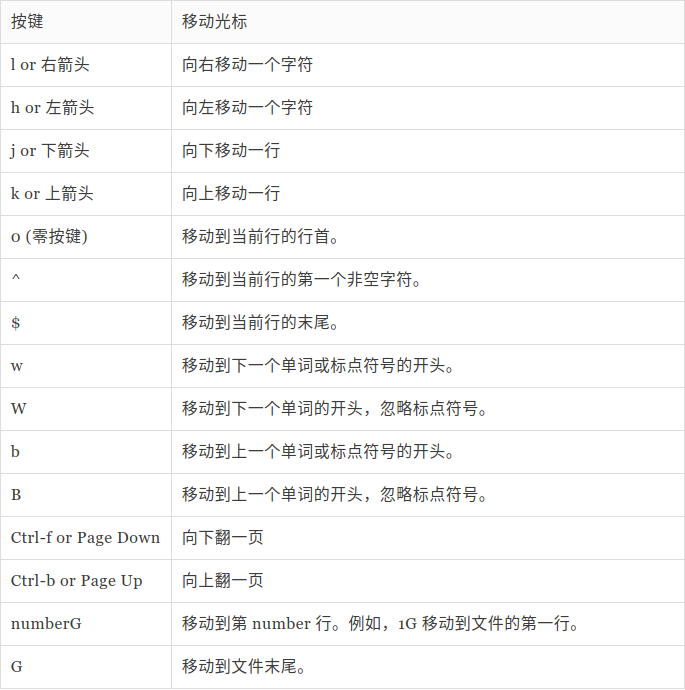 按键 移动光标
l or 右箭头 向右移动一个字符
h or 左箭头 向左移动一个字符
j or 下箭头 向下移动一行
k or 上箭头 向上移动一行
0 (零按键) 移动到当前行的行首。
^ 移动到当前行的第一个非空字符。
$ 移动到当前行的末尾。
w 移动到下一个单词或标点符号的开头。
W 移动到下一个单词的开头，忽略标点符号。
b 移动到上一个单词或标点符号的开头。
B 移动到上一个单词的开头，忽略标点符号。
Ctrl-f or Page Down 向下翻一页
Ctrl-b or Page Up 向上翻一页
numberG 移动到第 number 行。例如，1G 移动到文件的第一行。
G 移动到文件末尾。